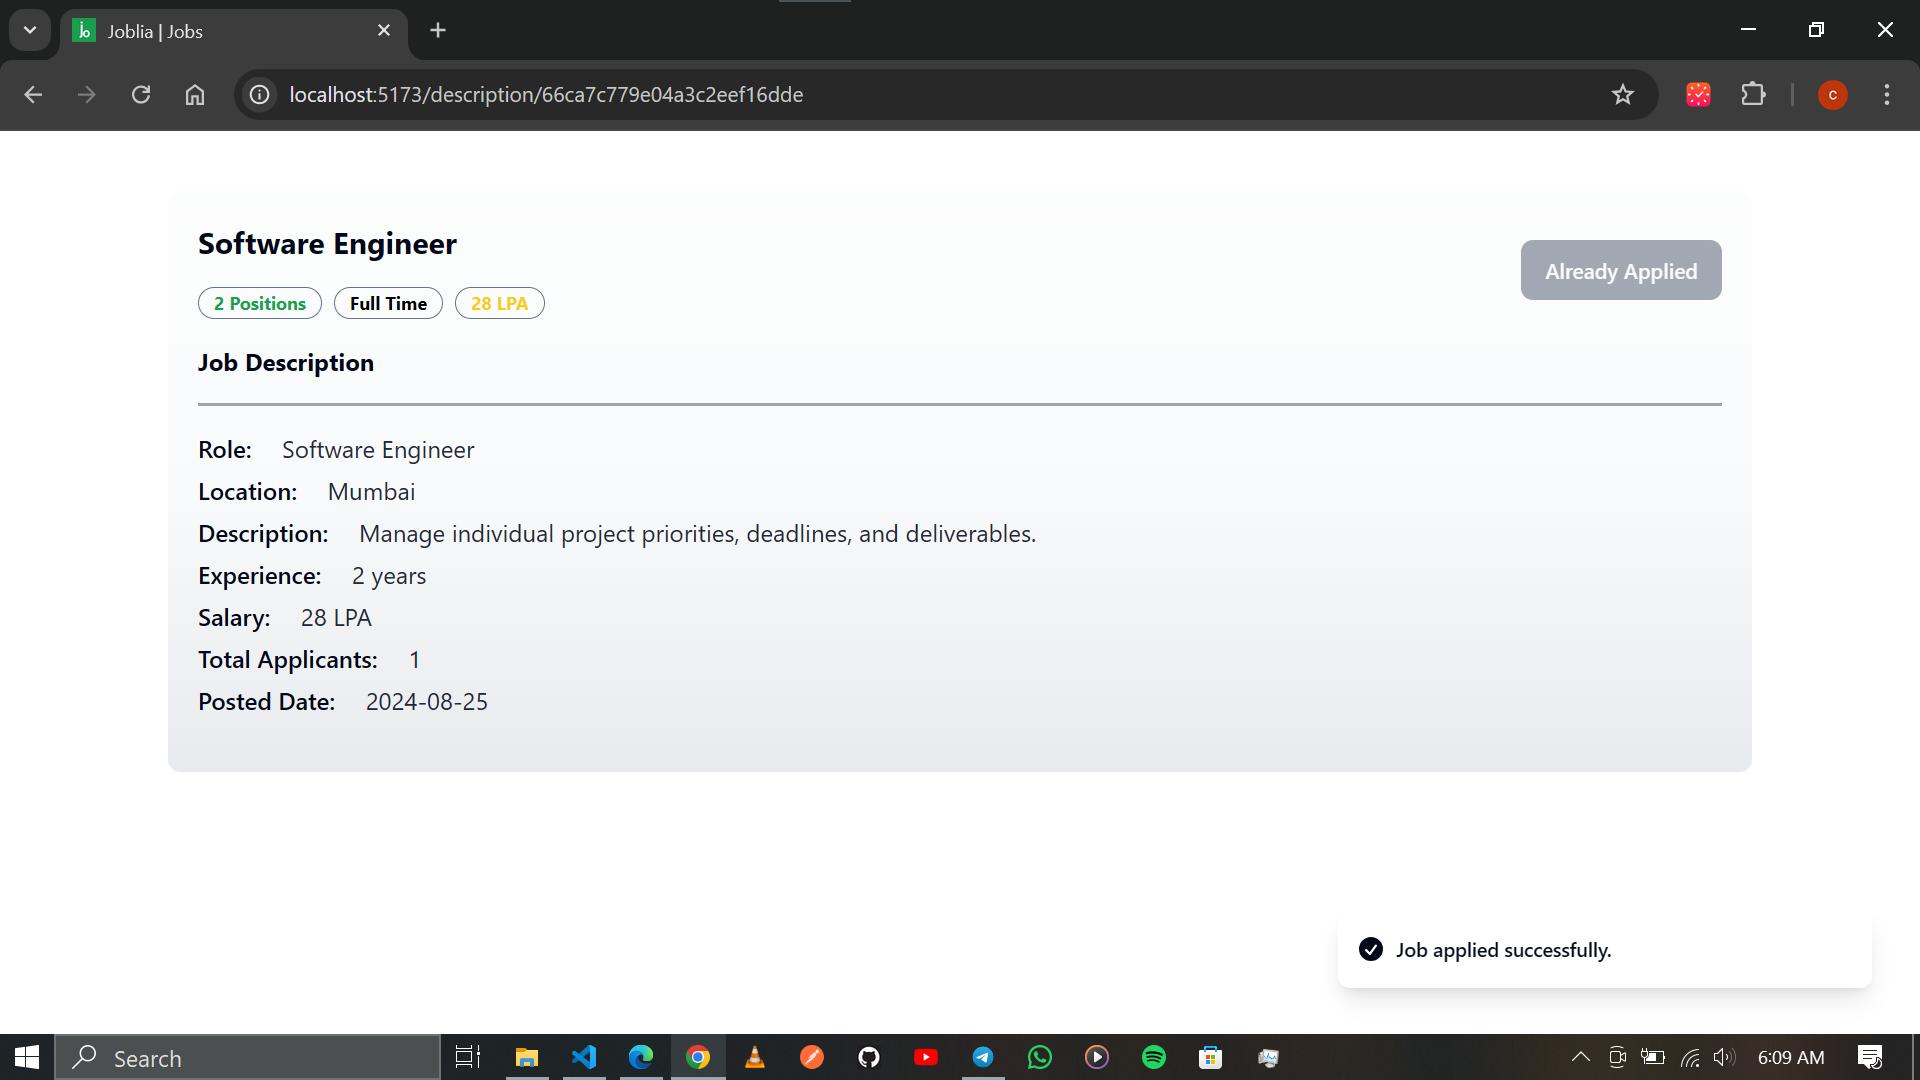 jo Joblia | Jobs
localhost:5173/description/66ca7c779e04a3c2eef16dde
c
Software Engineer
Already Applied
2 Positions Full Time 28 LPA
Job Description
Role: Software Engineer
Location: Mumbai
Description: Manage individual project priorities, deadlines, and deliverables.
Experience: 2 years
Salary: 28 LPA
Total Applicants: 1
Posted Date: 2024-08-25
Job applied successfully.
Search
6:09 AM